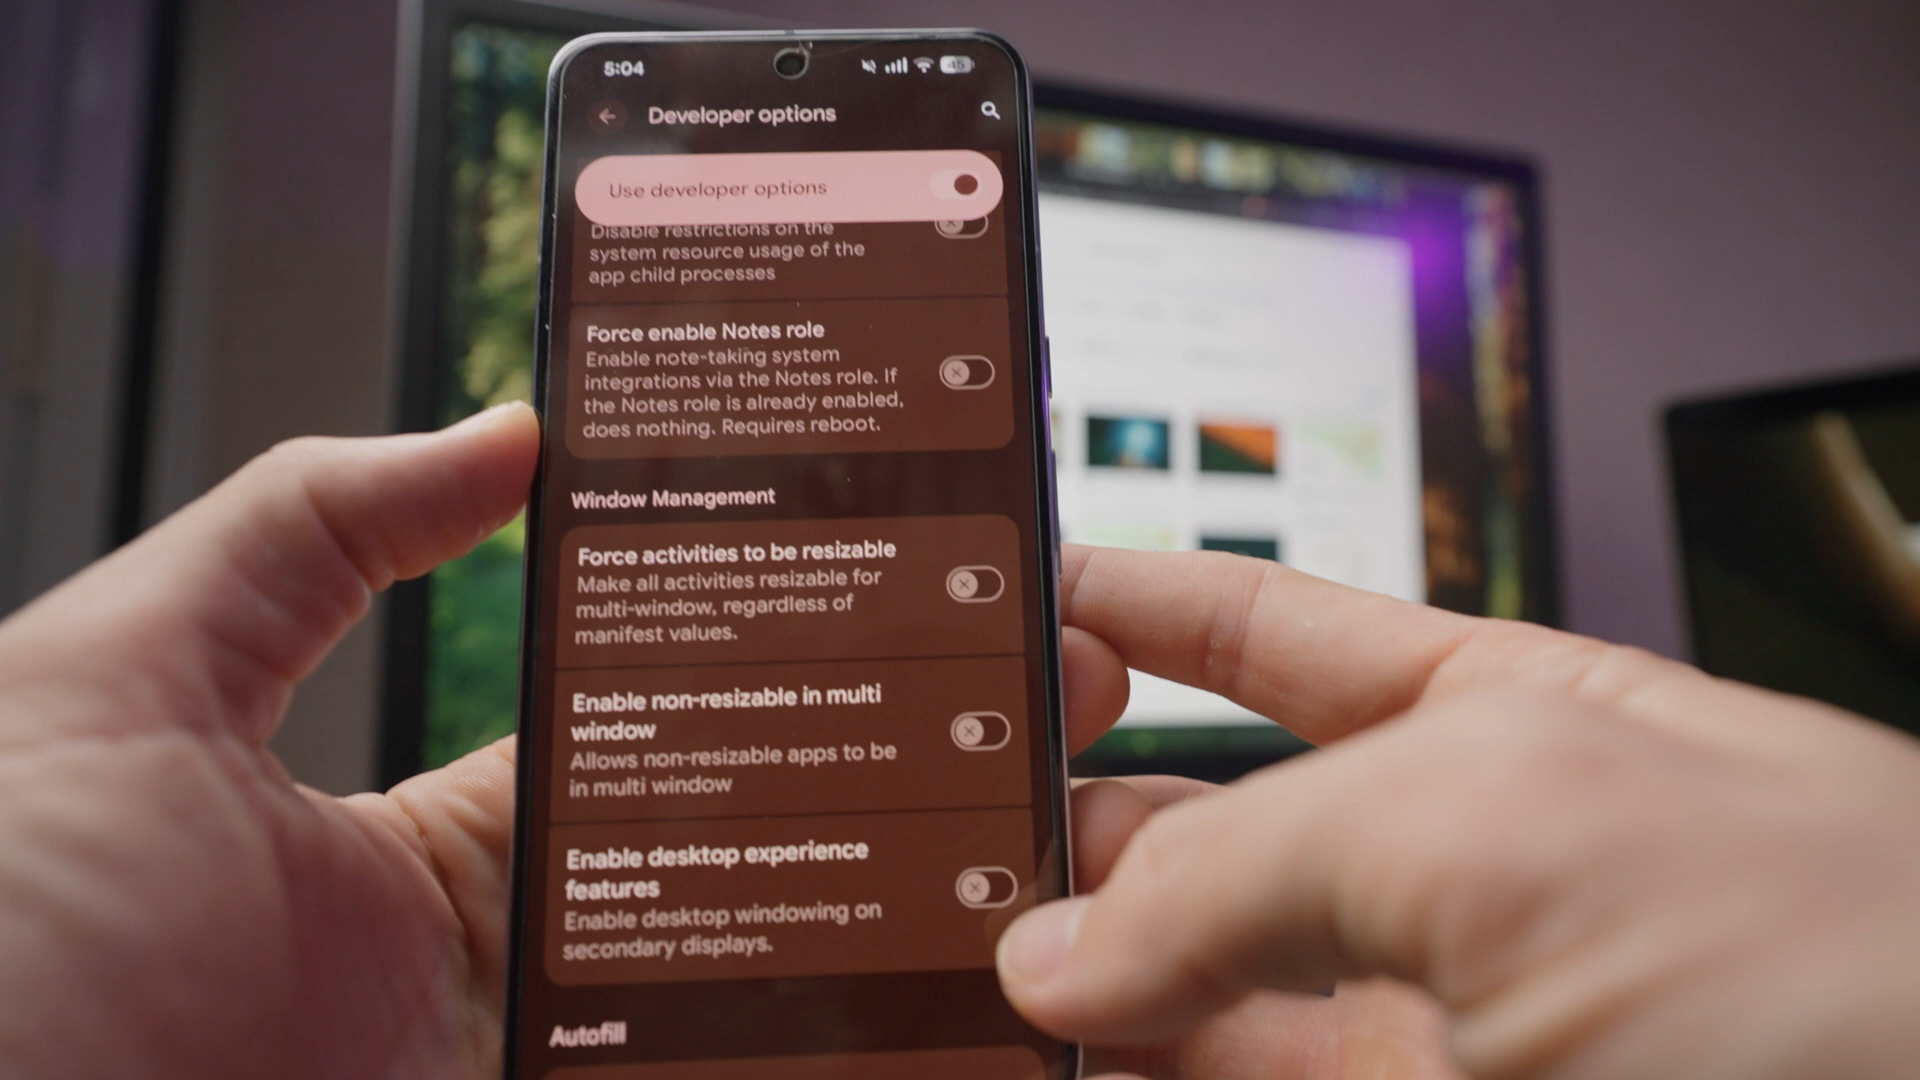 5:04
45
Developer options
Use developer options
Disable restrictions on the
system resource usage of the
app child processes
Force enable Notes role
Enable note-taking system
integrations via the Notes role. If
the Notes role is already enabled,
does nothing. Requires reboot.
Window Management
Force activities to be resizable
Make all activities resizable for
multi-window, regardless of
manifest values.
Enable non-resizable in multi
window
Allows non-resizable apps to be
in multi window
Enable desktop experience
features
Enable desktop windowing on
secondary displays.
Autofill